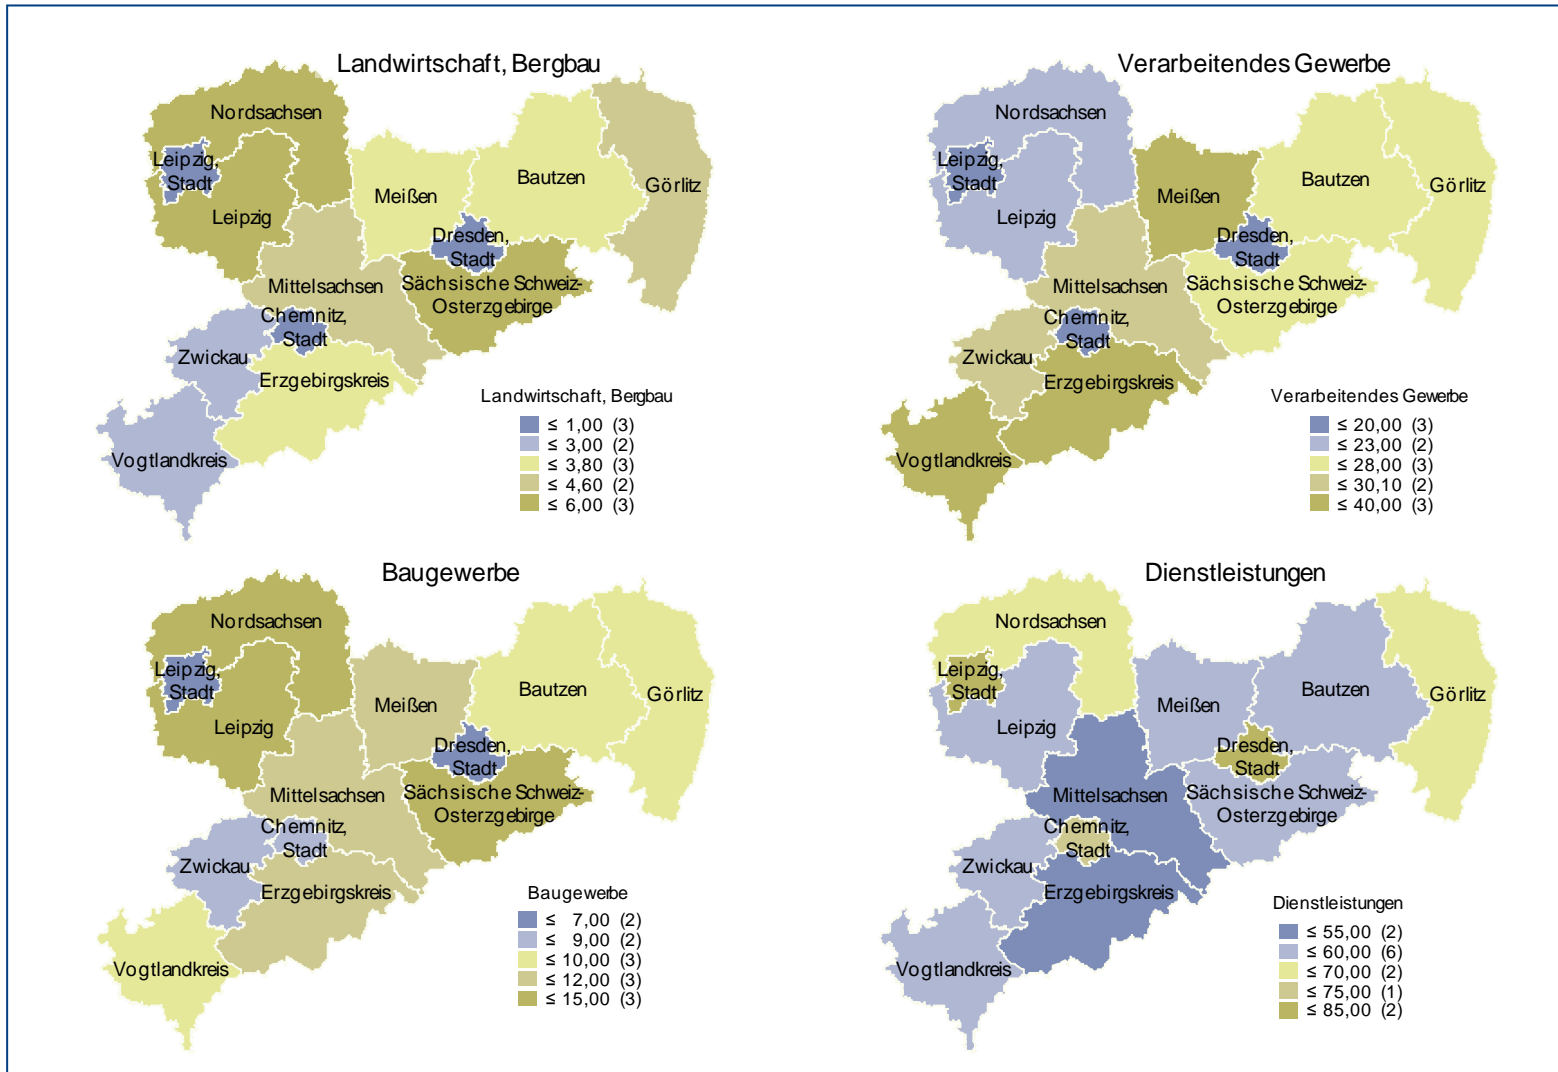 Landwirtschaft, Bergbau
Nordsachsen
Leipzig,
Stadt
Leipzig
Meißen
Bautzen
Görlitz
Dresden,
Stadt
Mittelsachsen
Sächsische Schweiz-
Osterzgebirge
Chemnitz,
Stadt
Zwickau
Erzgebirgskreis
Vogtlandkreis
Landwirtschaft, Bergbau
≤ 1,00 (3)
≤ 3,00 (2)
≤ 3,80 (3)
≤ 4,60 (2)
≤ 6,00 (3)
Verarbeitendes Gewerbe
Nordsachsen
Leipzig,
Stadt
Leipzig
Meißen
Bautzen
Görlitz
Dresden,
Stadt
Mittelsachsen
Sächsische Schweiz-
Osterzgebirge
Chemnitz,
Stadt
Zwickau
Erzgebirgskreis
Vogtlandkreis
Verarbeitendes Gewerbe
≤ 20,00 (3)
≤ 23,00 (2)
≤ 28,00 (3)
≤ 30,10 (2)
≤ 40,00 (3)
Baugewerbe
Nordsachsen
Leipzig,
Stadt
Leipzig
Meißen
Bautzen
Görlitz
Dresden,
Stadt
Mittelsachsen
Sächsische Schweiz-
Osterzgebirge
Chemnitz,
Stadt
Zwickau
Erzgebirgskreis
Vogtlandkreis
Baugewerbe
≤ 7,00 (2)
≤ 9,00 (2)
≤ 10,00 (3)
≤ 12,00 (3)
≤ 15,00 (3)
Dienstleistungen
Nordsachsen
Leipzig,
Stadt
Leipzig
Meißen
Bautzen
Görlitz
Dresden,
Stadt
Mittelsachsen
Sächsische Schweiz-
Osterzgebirge
Chemnitz,
Stadt
Zwickau
Erzgebirgskreis
Vogtlandkreis
Dienstleistungen
≤ 55,00 (2)
≤ 60,00 (6)
≤ 70,00 (2)
≤ 75,00 (1)
≤ 85,00 (2)